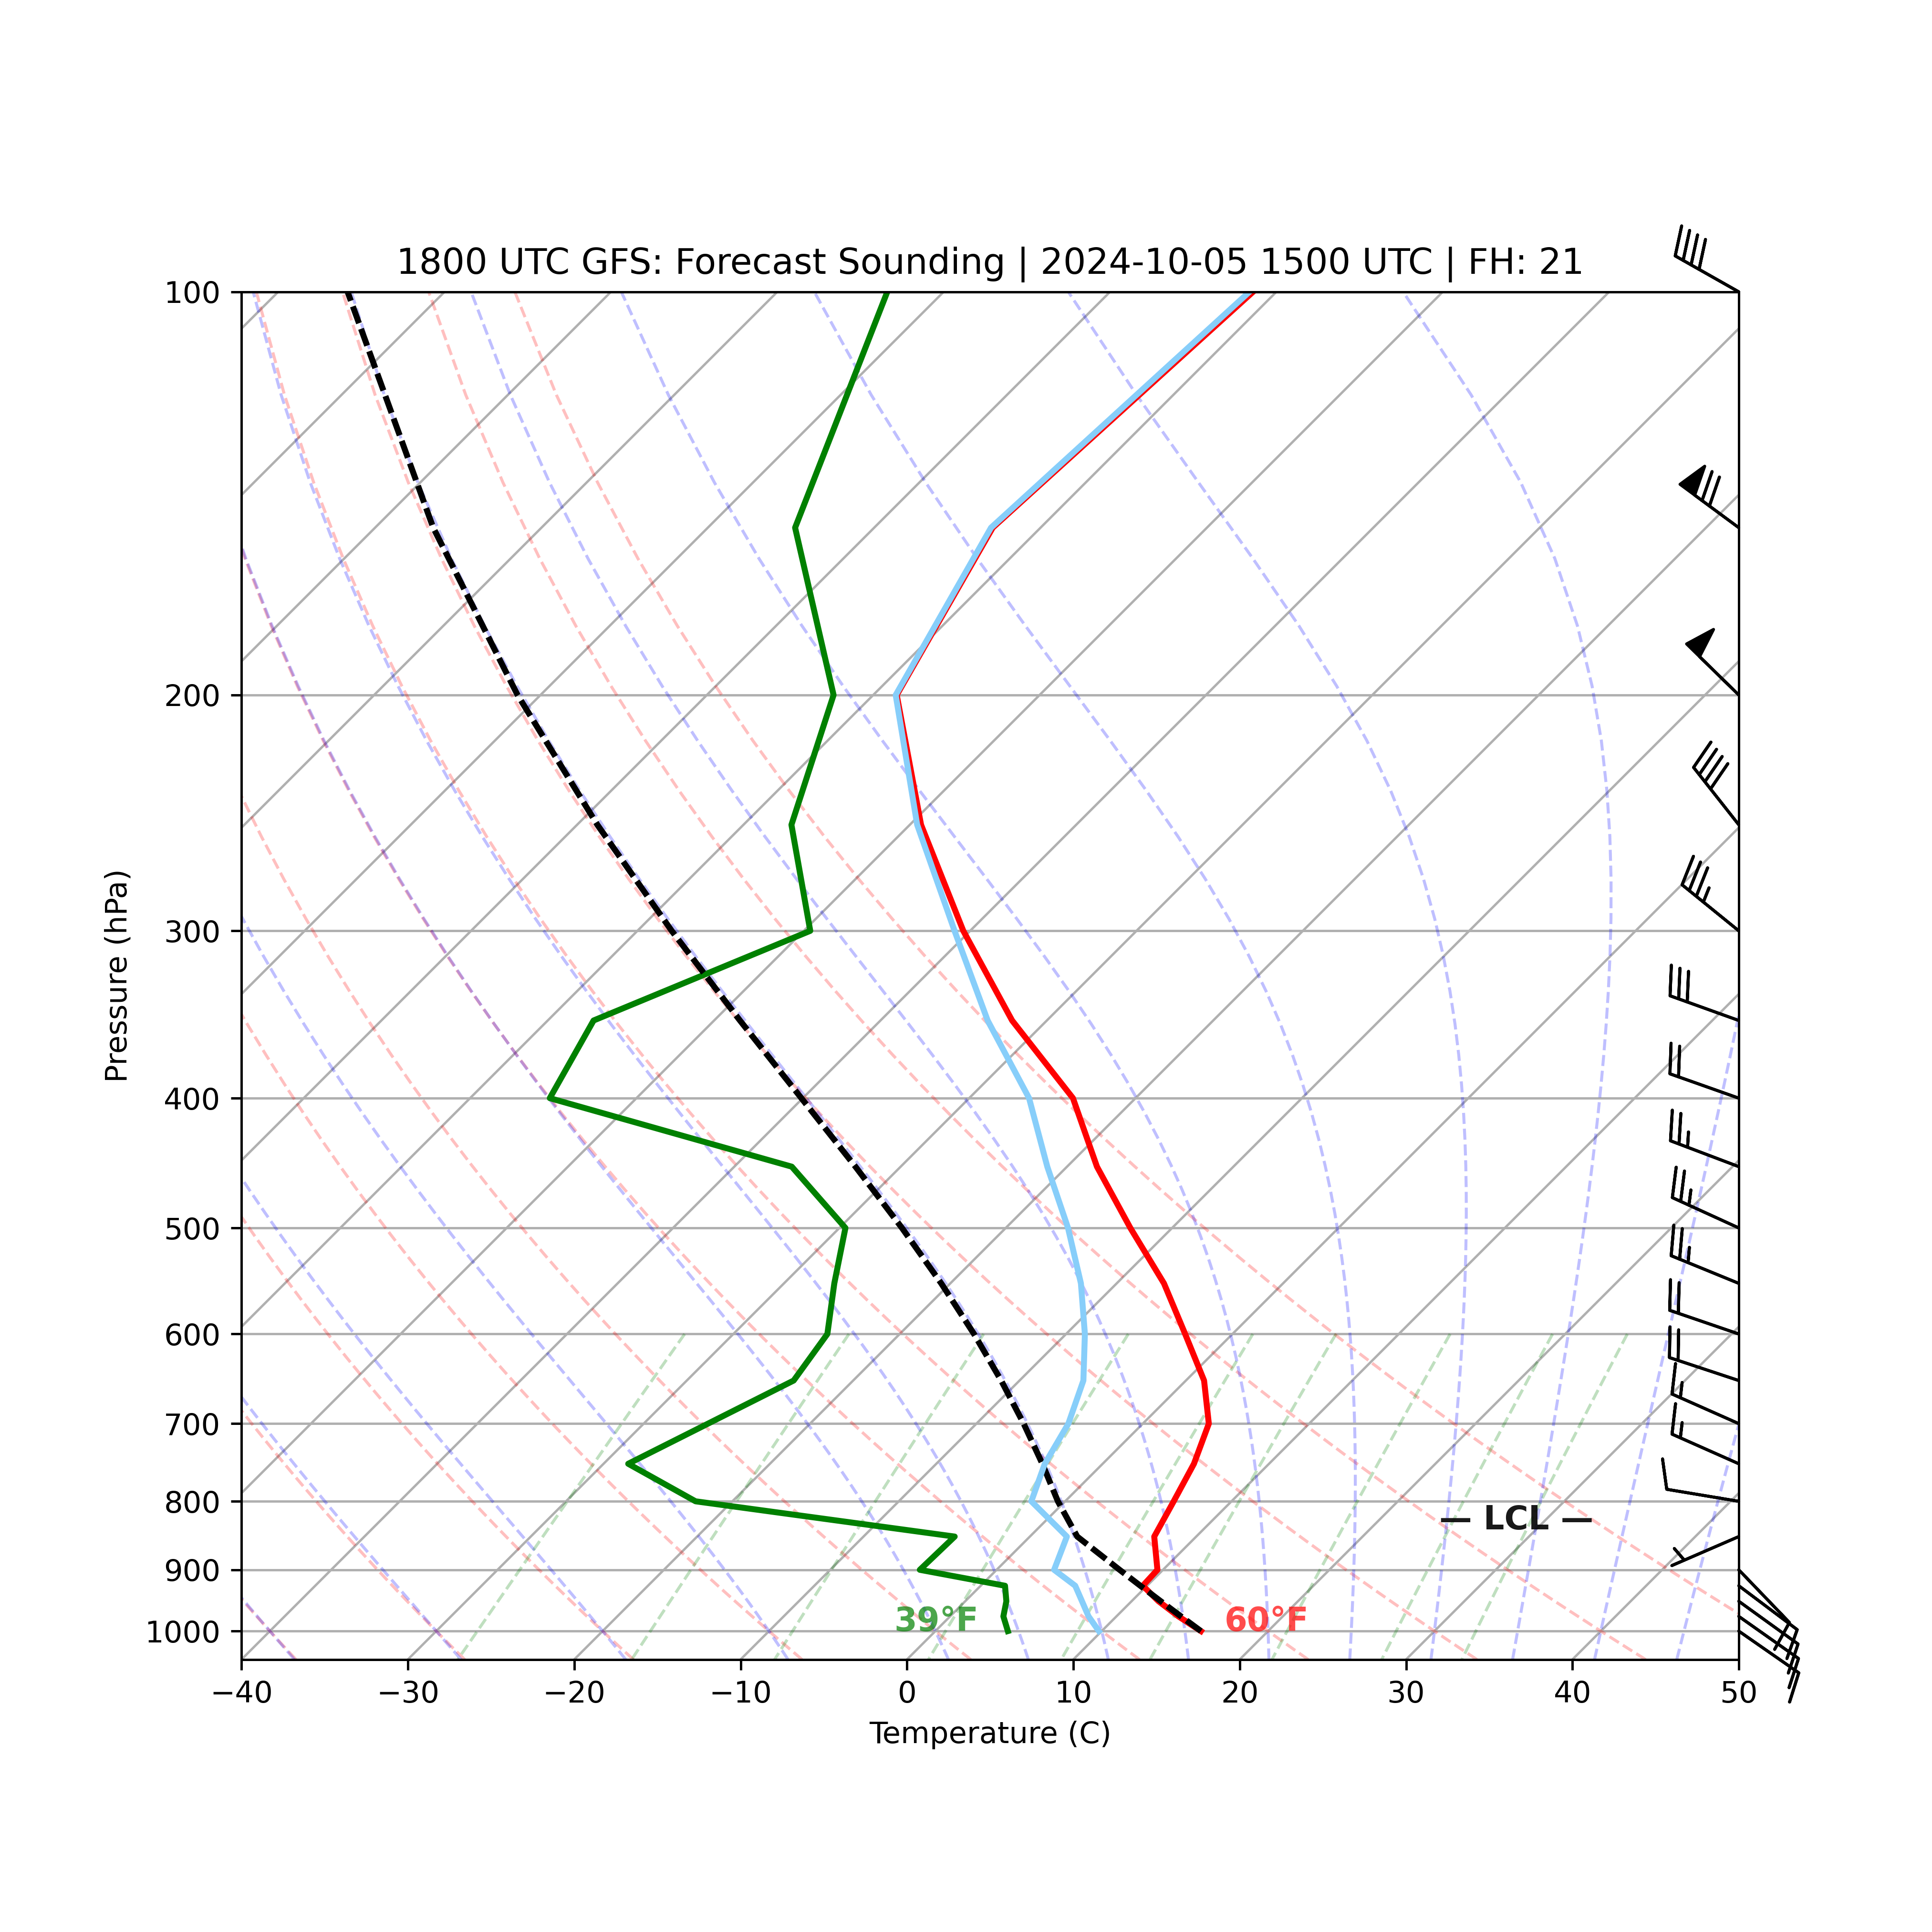 1800 UTC GFS: Forecast Sounding | 2024-10-05 1500 UTC | FH: 21
100
200
300
400
500
600
700
800
900
1000
Pressure (hPa)
— LCL —
39°F
60°F
−40 −30 −20 −10 0 10 20 30 40 50
Temperature (C)